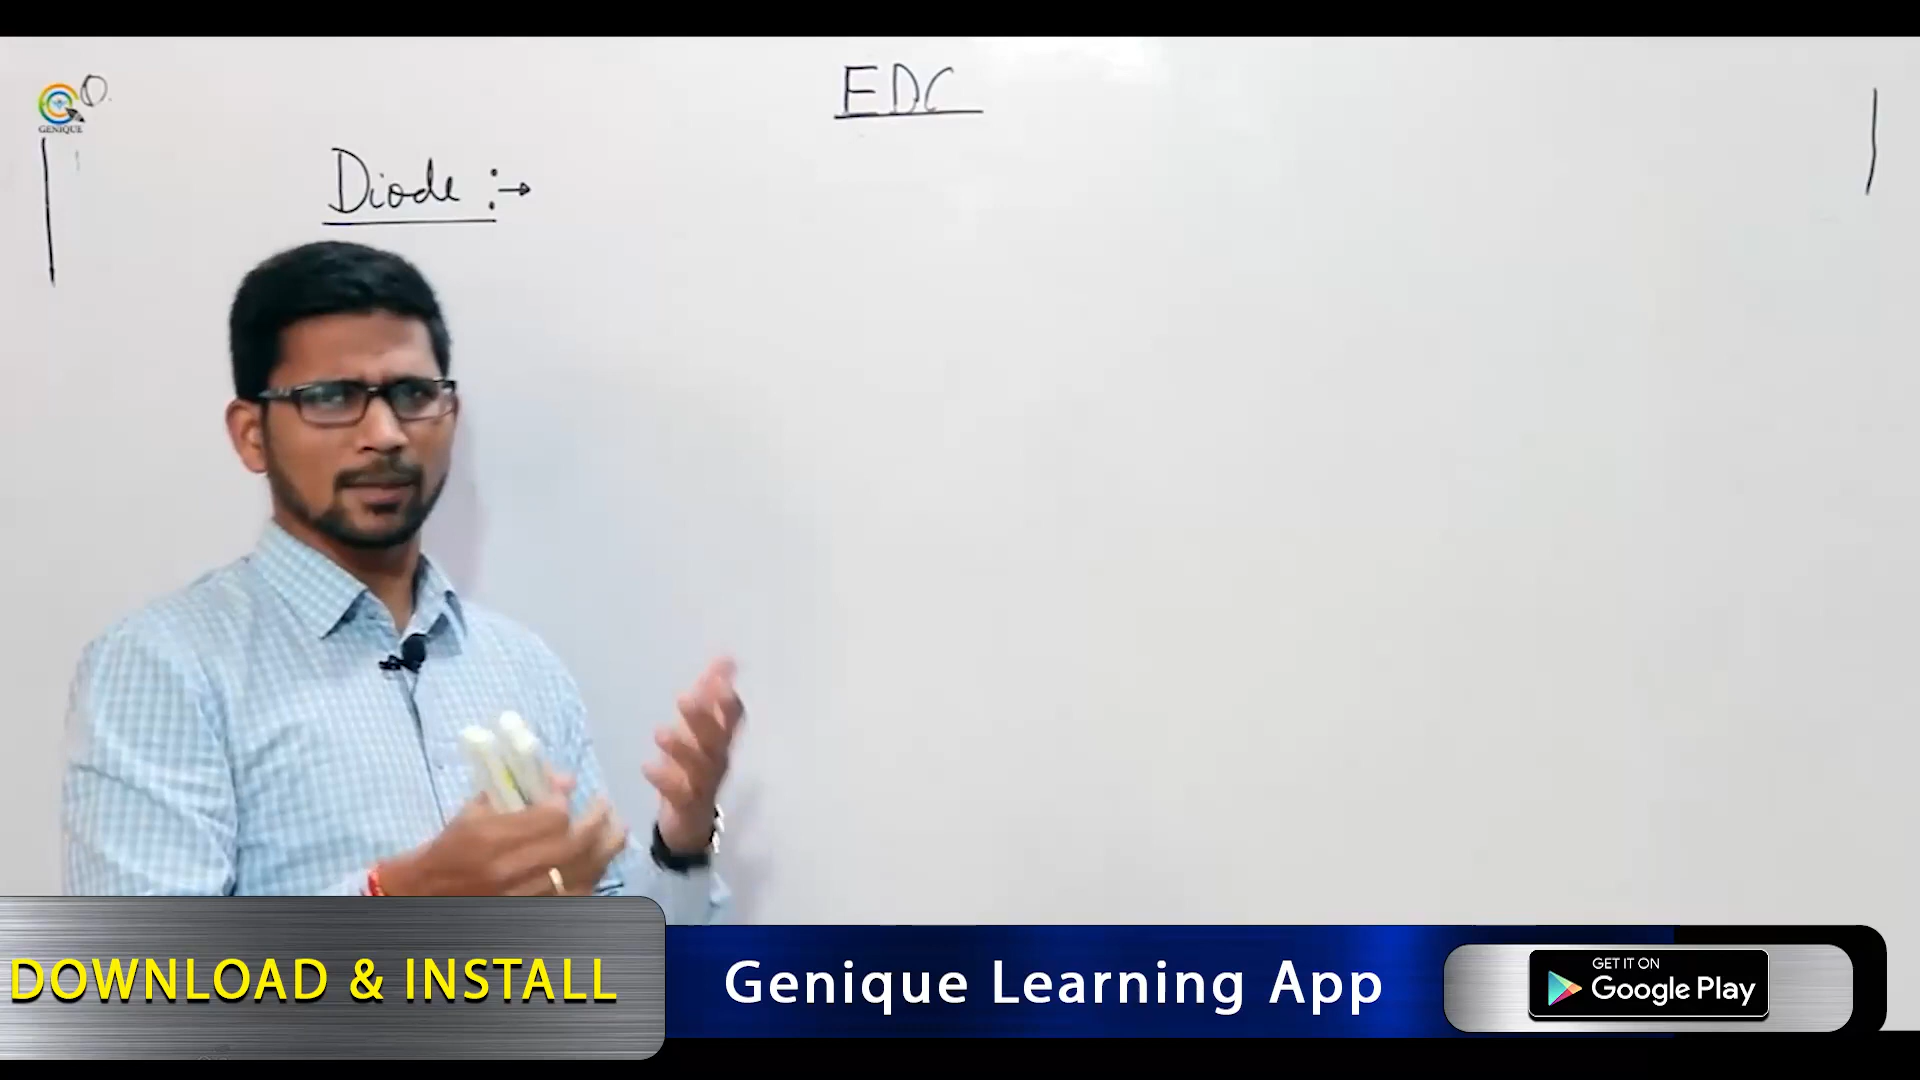 EDC
GENIQUE
Diode :→
DOWNLOAD & INSTALL
Genique Learning App
GET IT ON
Google Play